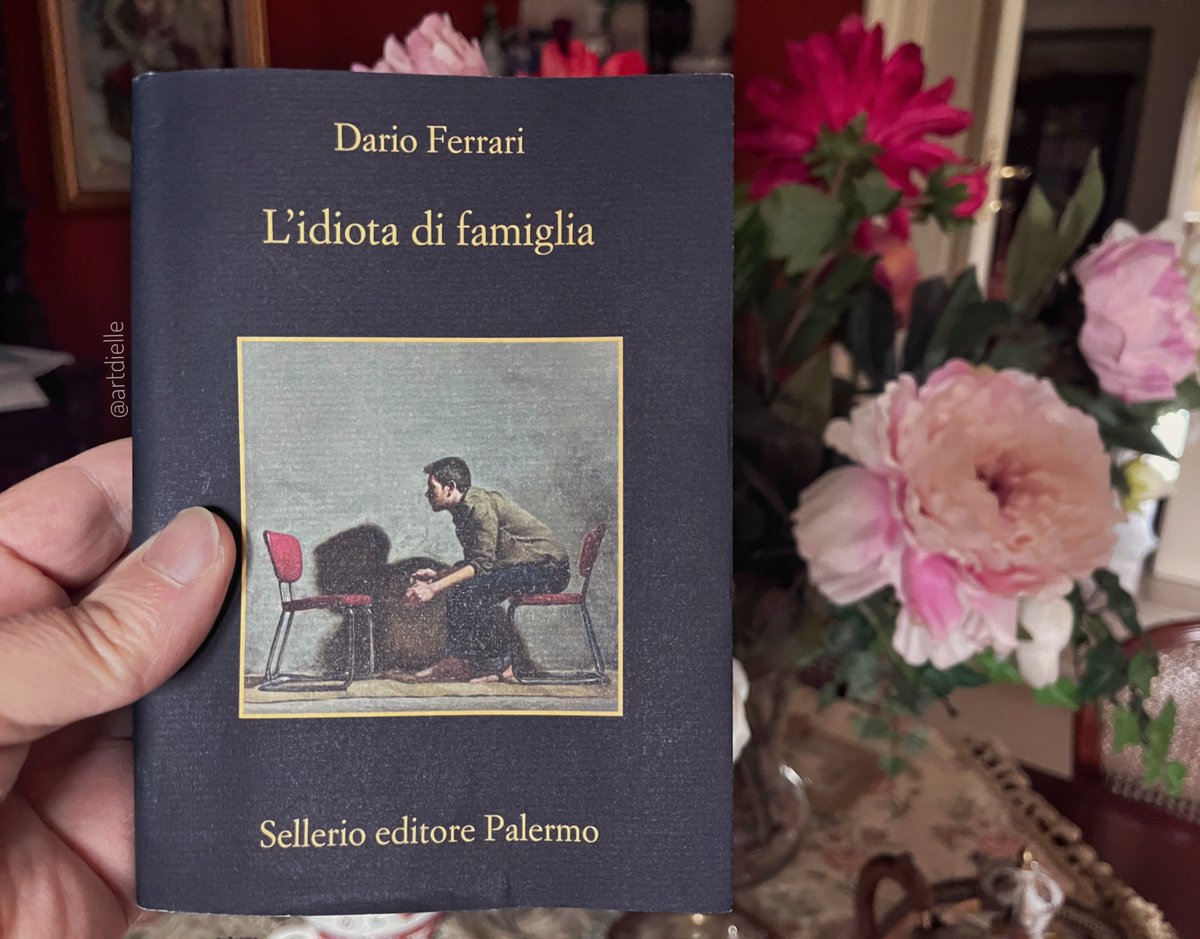 Dario Ferrari
L'idiota di famiglia
@artdielle
Sellerio editore Palermo